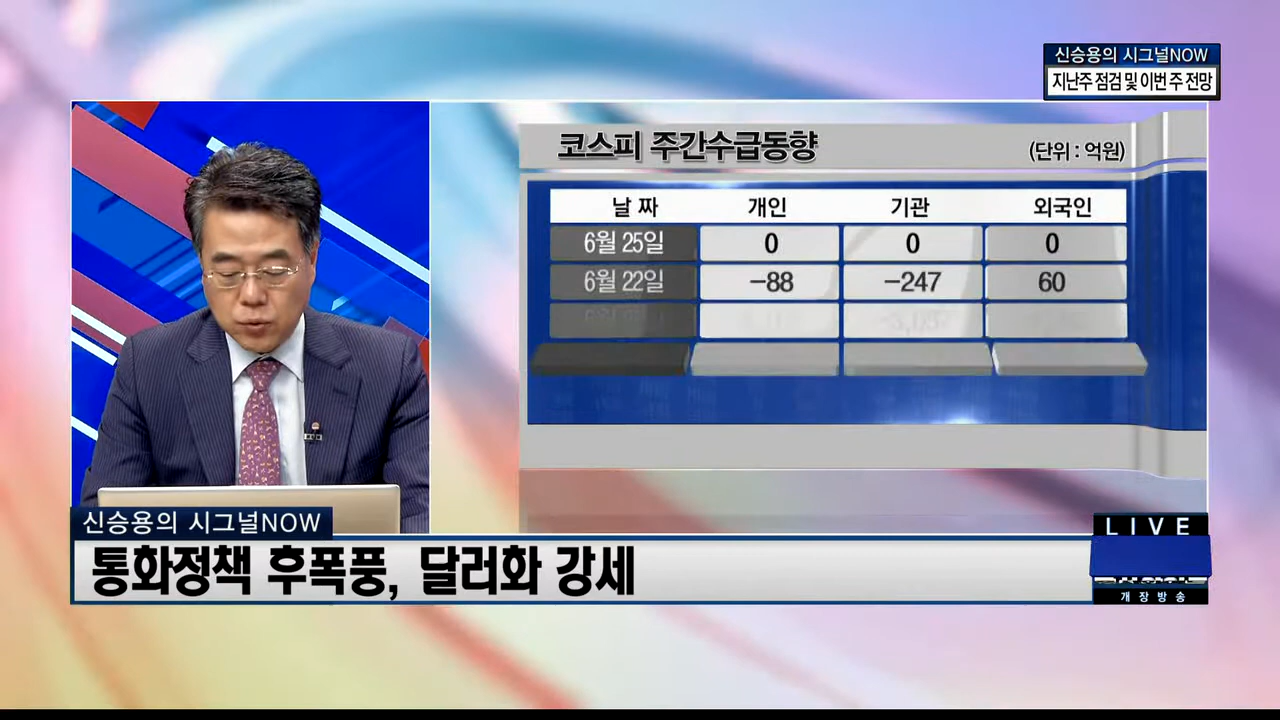 신승용의 시그널NOW
지난주 점검 및 이번 주 전망
코스피 주간수급동향
(단위 : 억원)
날 짜 개인 기관 외국인
6월 25일 0 0 0
6월 22일 -88 -247 60
신승용의 시그널NOW
통화정책 후폭풍, 달러화 강세
LIVE
개장방송